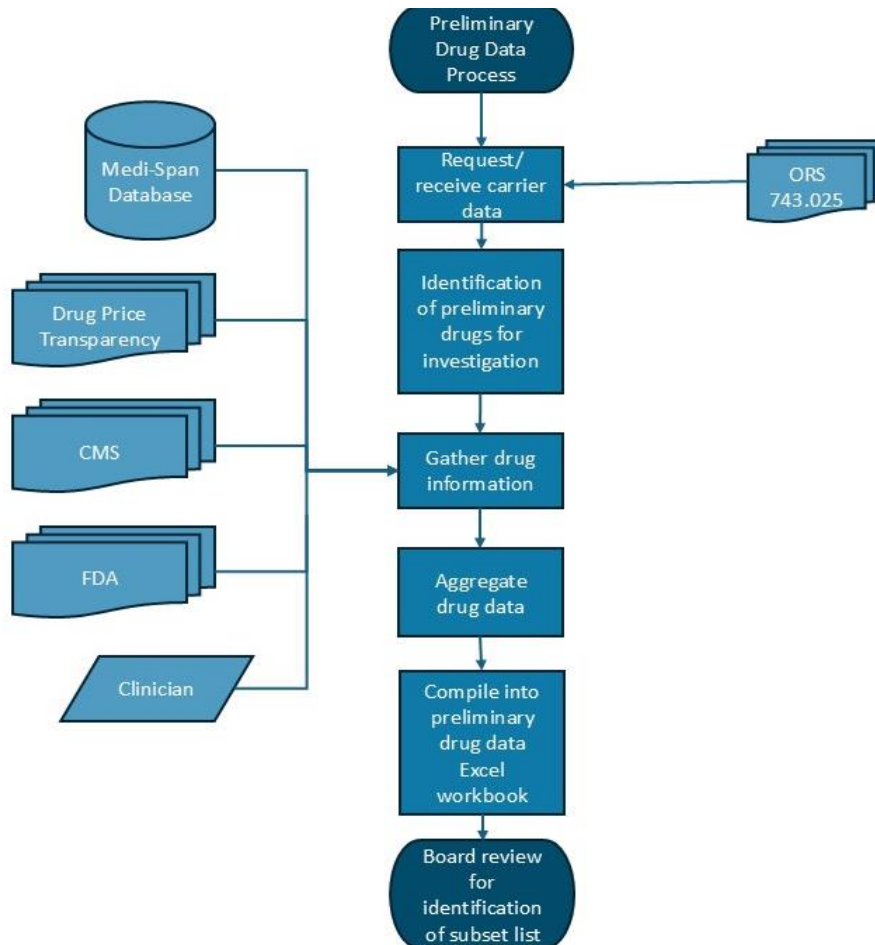 Preliminary
Drug Data
Process
Medi-Span
Database
Request/
receive carrier
data
ORS
743.025
Identification
of preliminary
drugs for
investigation
Drug Price
Transparency
CMS
Gather drug
information
FDA
Aggregate
drug data
Clinician
Compile into
preliminary
drug data
Excel
workbook
Board review
for
identification
of subset list